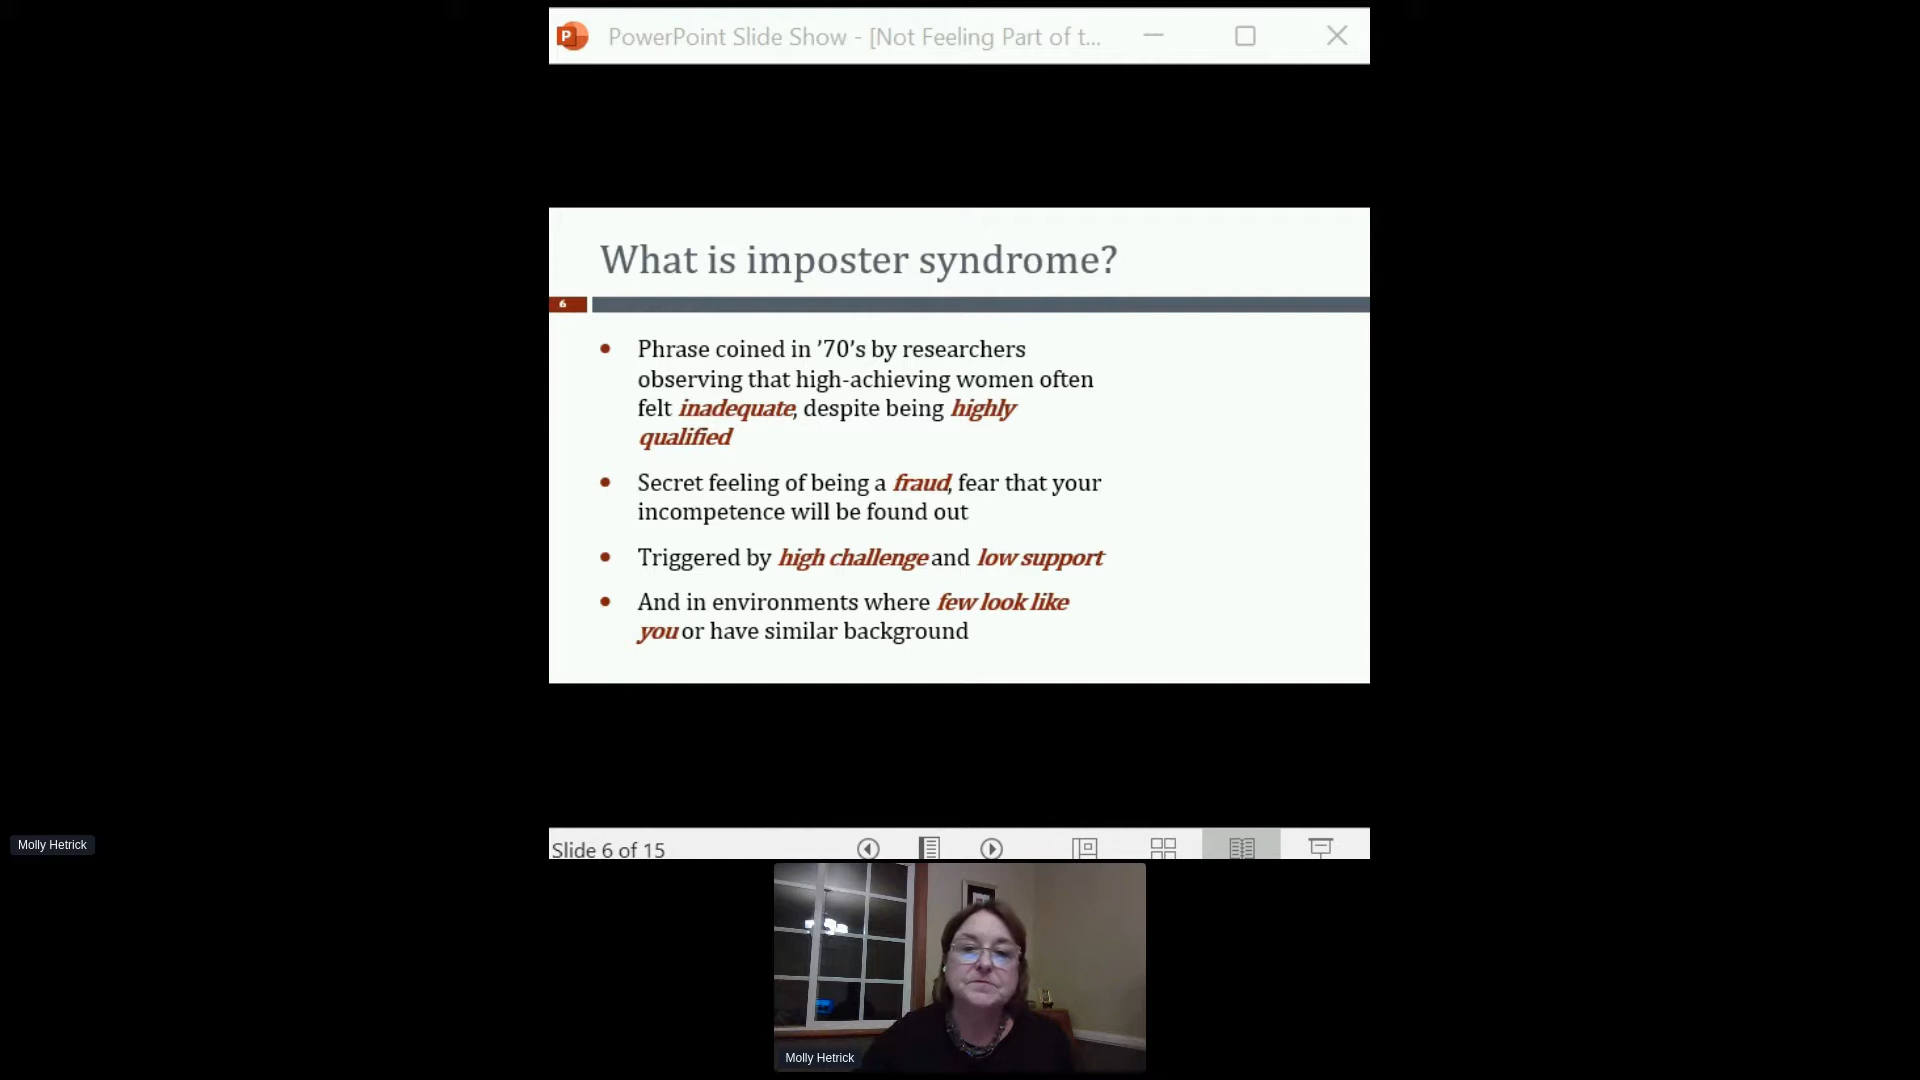 PowerPoint Slide Show - [Not Feeling Part of t...
What is imposter syndrome?
6
• Phrase coined in ’70’s by researchers
observing that high-achieving women often
felt inadequate, despite being highly
qualified
• Secret feeling of being a fraud, fear that your
incompetence will be found out
• Triggered by high challenge and low support
• And in environments where few look like
you or have similar background
Slide 6 of 15
Molly Hetrick
Molly Hetrick